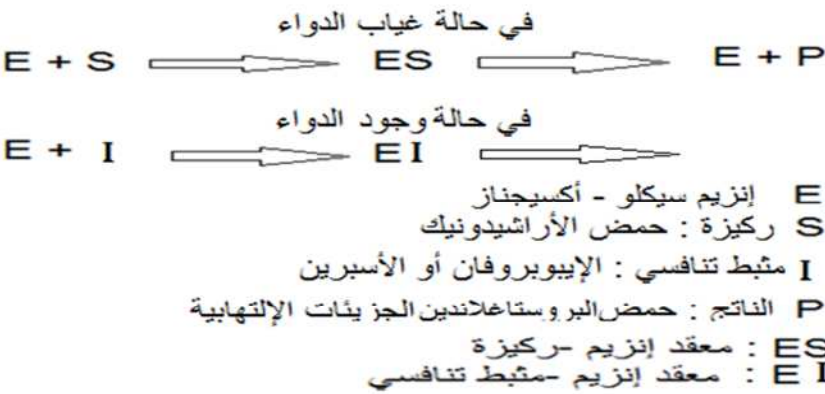 في حالة غياب الدواء
E + S ES E + P
في حالة وجود الدواء
E + I EI
E إنزيم سيكلو - أكسيجناز
S ركيزة : حمض الأراشيدونيك
I مثبط تنافسي : الإيبوبروفان أو الأسبرين
P الناتج : حمض البروستاغلاندين الجزيئات الإلتهابية
ES : معقد إنزيم -ركيزة
E I : معقد إنزيم -مثبط تنافسي